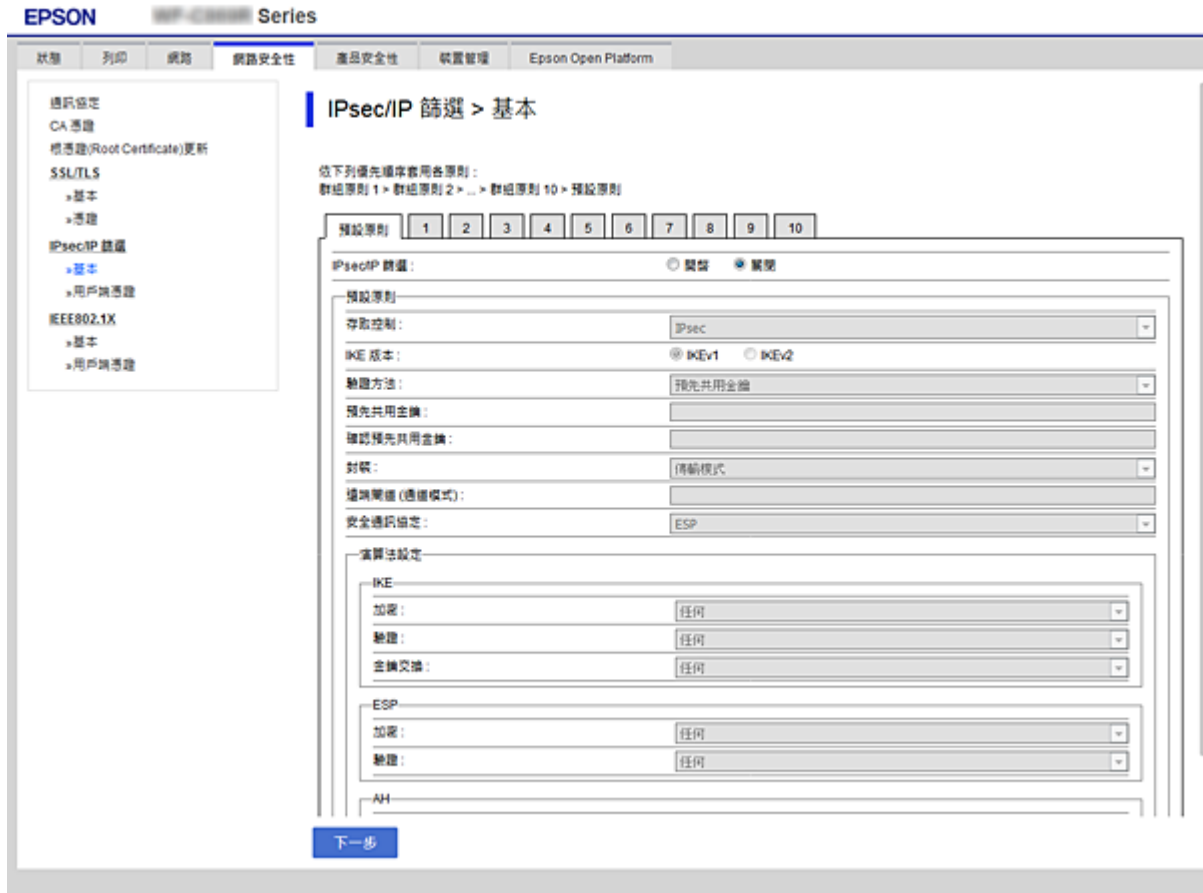 EPSON Series
狀態 列印 網路 網路安全性 產品安全性 裝置管理 Epson Open Platform
通訊協定
CA 憑證
根憑證(Root Certificate)更新
SSL/TLS
»基本
»憑證
IPsec/IP 篩選
»基本
»用戶端憑證
IEEE802.1X
»基本
»用戶端憑證
IPsec/IP 篩選 > 基本
依下列優先順序套用各原則 :
群組原則 1 > 群組原則 2 > ... > 群組原則 10 > 預設原則
預設原則 1 2 3 4 5 6 7 8 9 10
IPsec/IP 篩選 : 開啓 關閉
預設原則
存取控制 : IPsec
IKE 版本 : IKEv1 IKEv2
驗證方法 : 預先共用金鑰
預先共用金鑰 :
確認預先共用金鑰 :
封裝 : 傳輸模式
遠端閘道 (通道模式) :
安全通訊協定 : ESP
演算法設定
IKE
加密 : 任何
驗證 : 任何
金鑰交換 : 任何
ESP
加密 : 任何
驗證 : 任何
AH
下一步